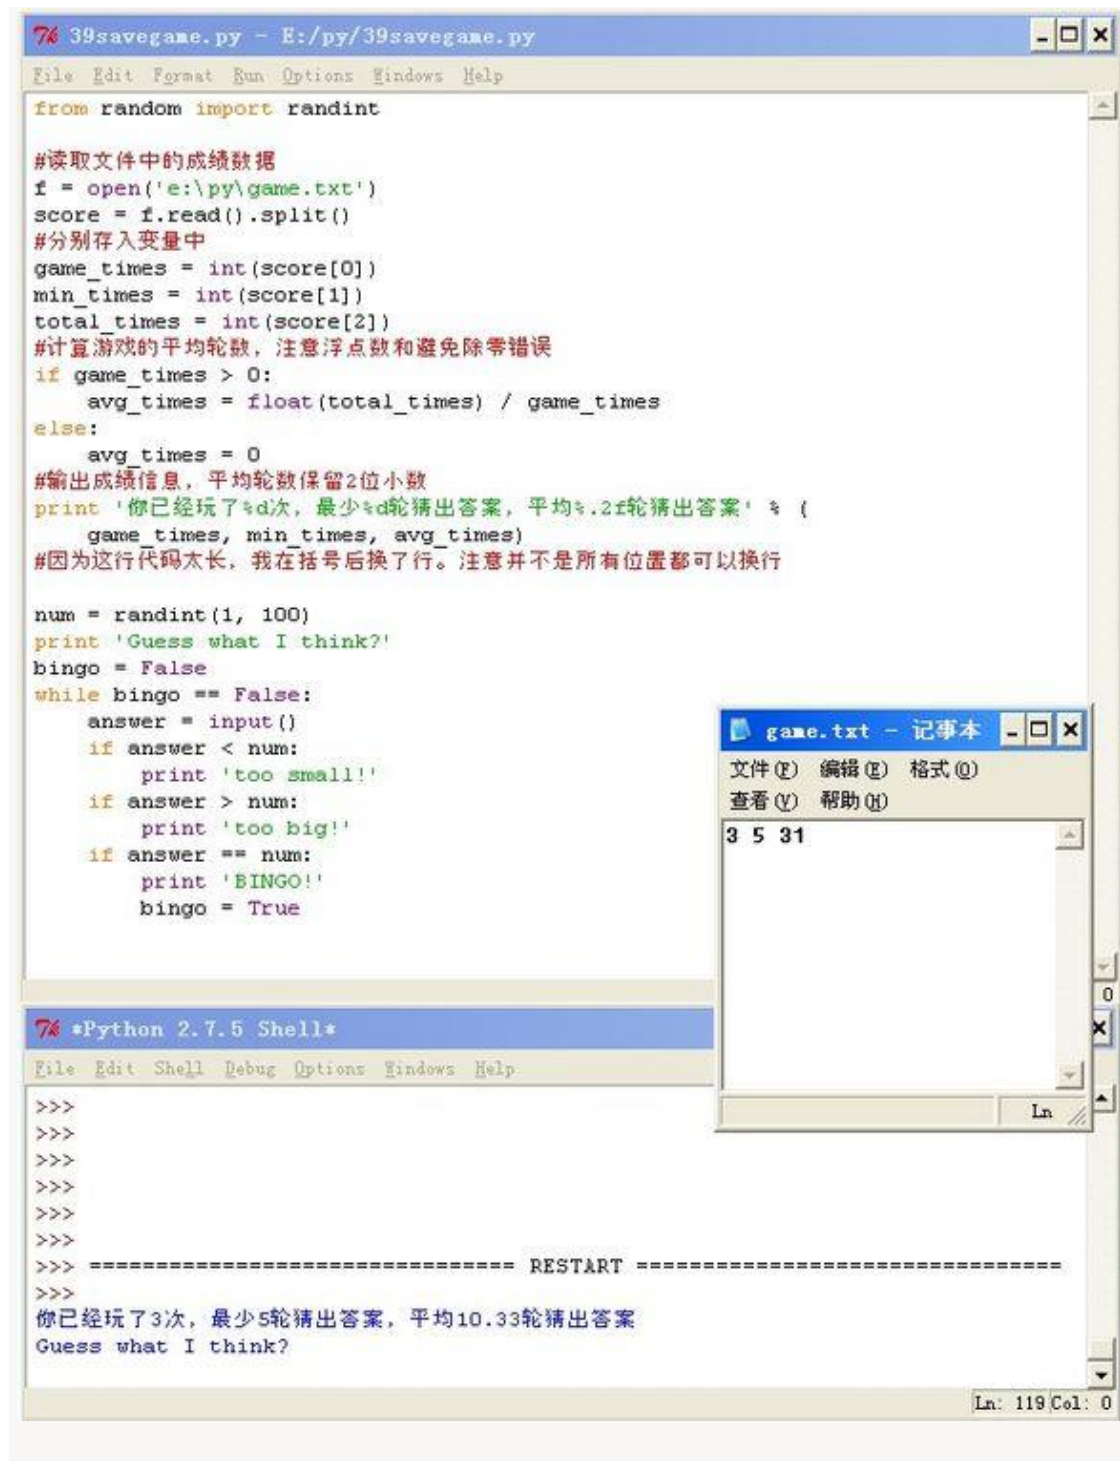 39savegame.py - E:/py/39savegame.py
File Edit Format Run Options Windows Help
from random import randint
#读取文件中的成绩数据
f = open('e:\py\game.txt')
score = f.read().split()
#分别存入变量中
game_times = int(score[0])
min_times = int(score[1])
total_times = int(score[2])
#计算游戏的平均轮数，注意浮点数和避免除零错误
if game_times > 0:
    avg_times = float(total_times) / game_times
else:
    avg_times = 0
#输出成绩信息，平均轮数保留2位小数
print '你已经玩了%d次，最少%d轮猜出答案，平均%.2f轮猜出答案' % (
    game_times, min_times, avg_times)
#因为这行代码太长，我在括号后换了行。注意并不是所有位置都可以换行
num = randint(1, 100)
print 'Guess what I think?'
bingo = False
while bingo == False:
    answer = input()
    if answer < num:
        print 'too small!'
    if answer > num:
        print 'too big!'
    if answer == num:
        print 'BINGO!'
        bingo = True
0
game.txt - 记事本
文件(F) 编辑(E) 格式(O)
查看(V) 帮助(H)
3 5 31
Ln
*Python 2.7.5 Shell*
File Edit Shell Debug Options Windows Help
>>>
>>>
>>>
>>>
>>>
>>>
>>> ================================ RESTART ================================
>>>
你已经玩了3次，最少5轮猜出答案，平均10.33轮猜出答案
Guess what I think?
Ln: 119 Col: 0